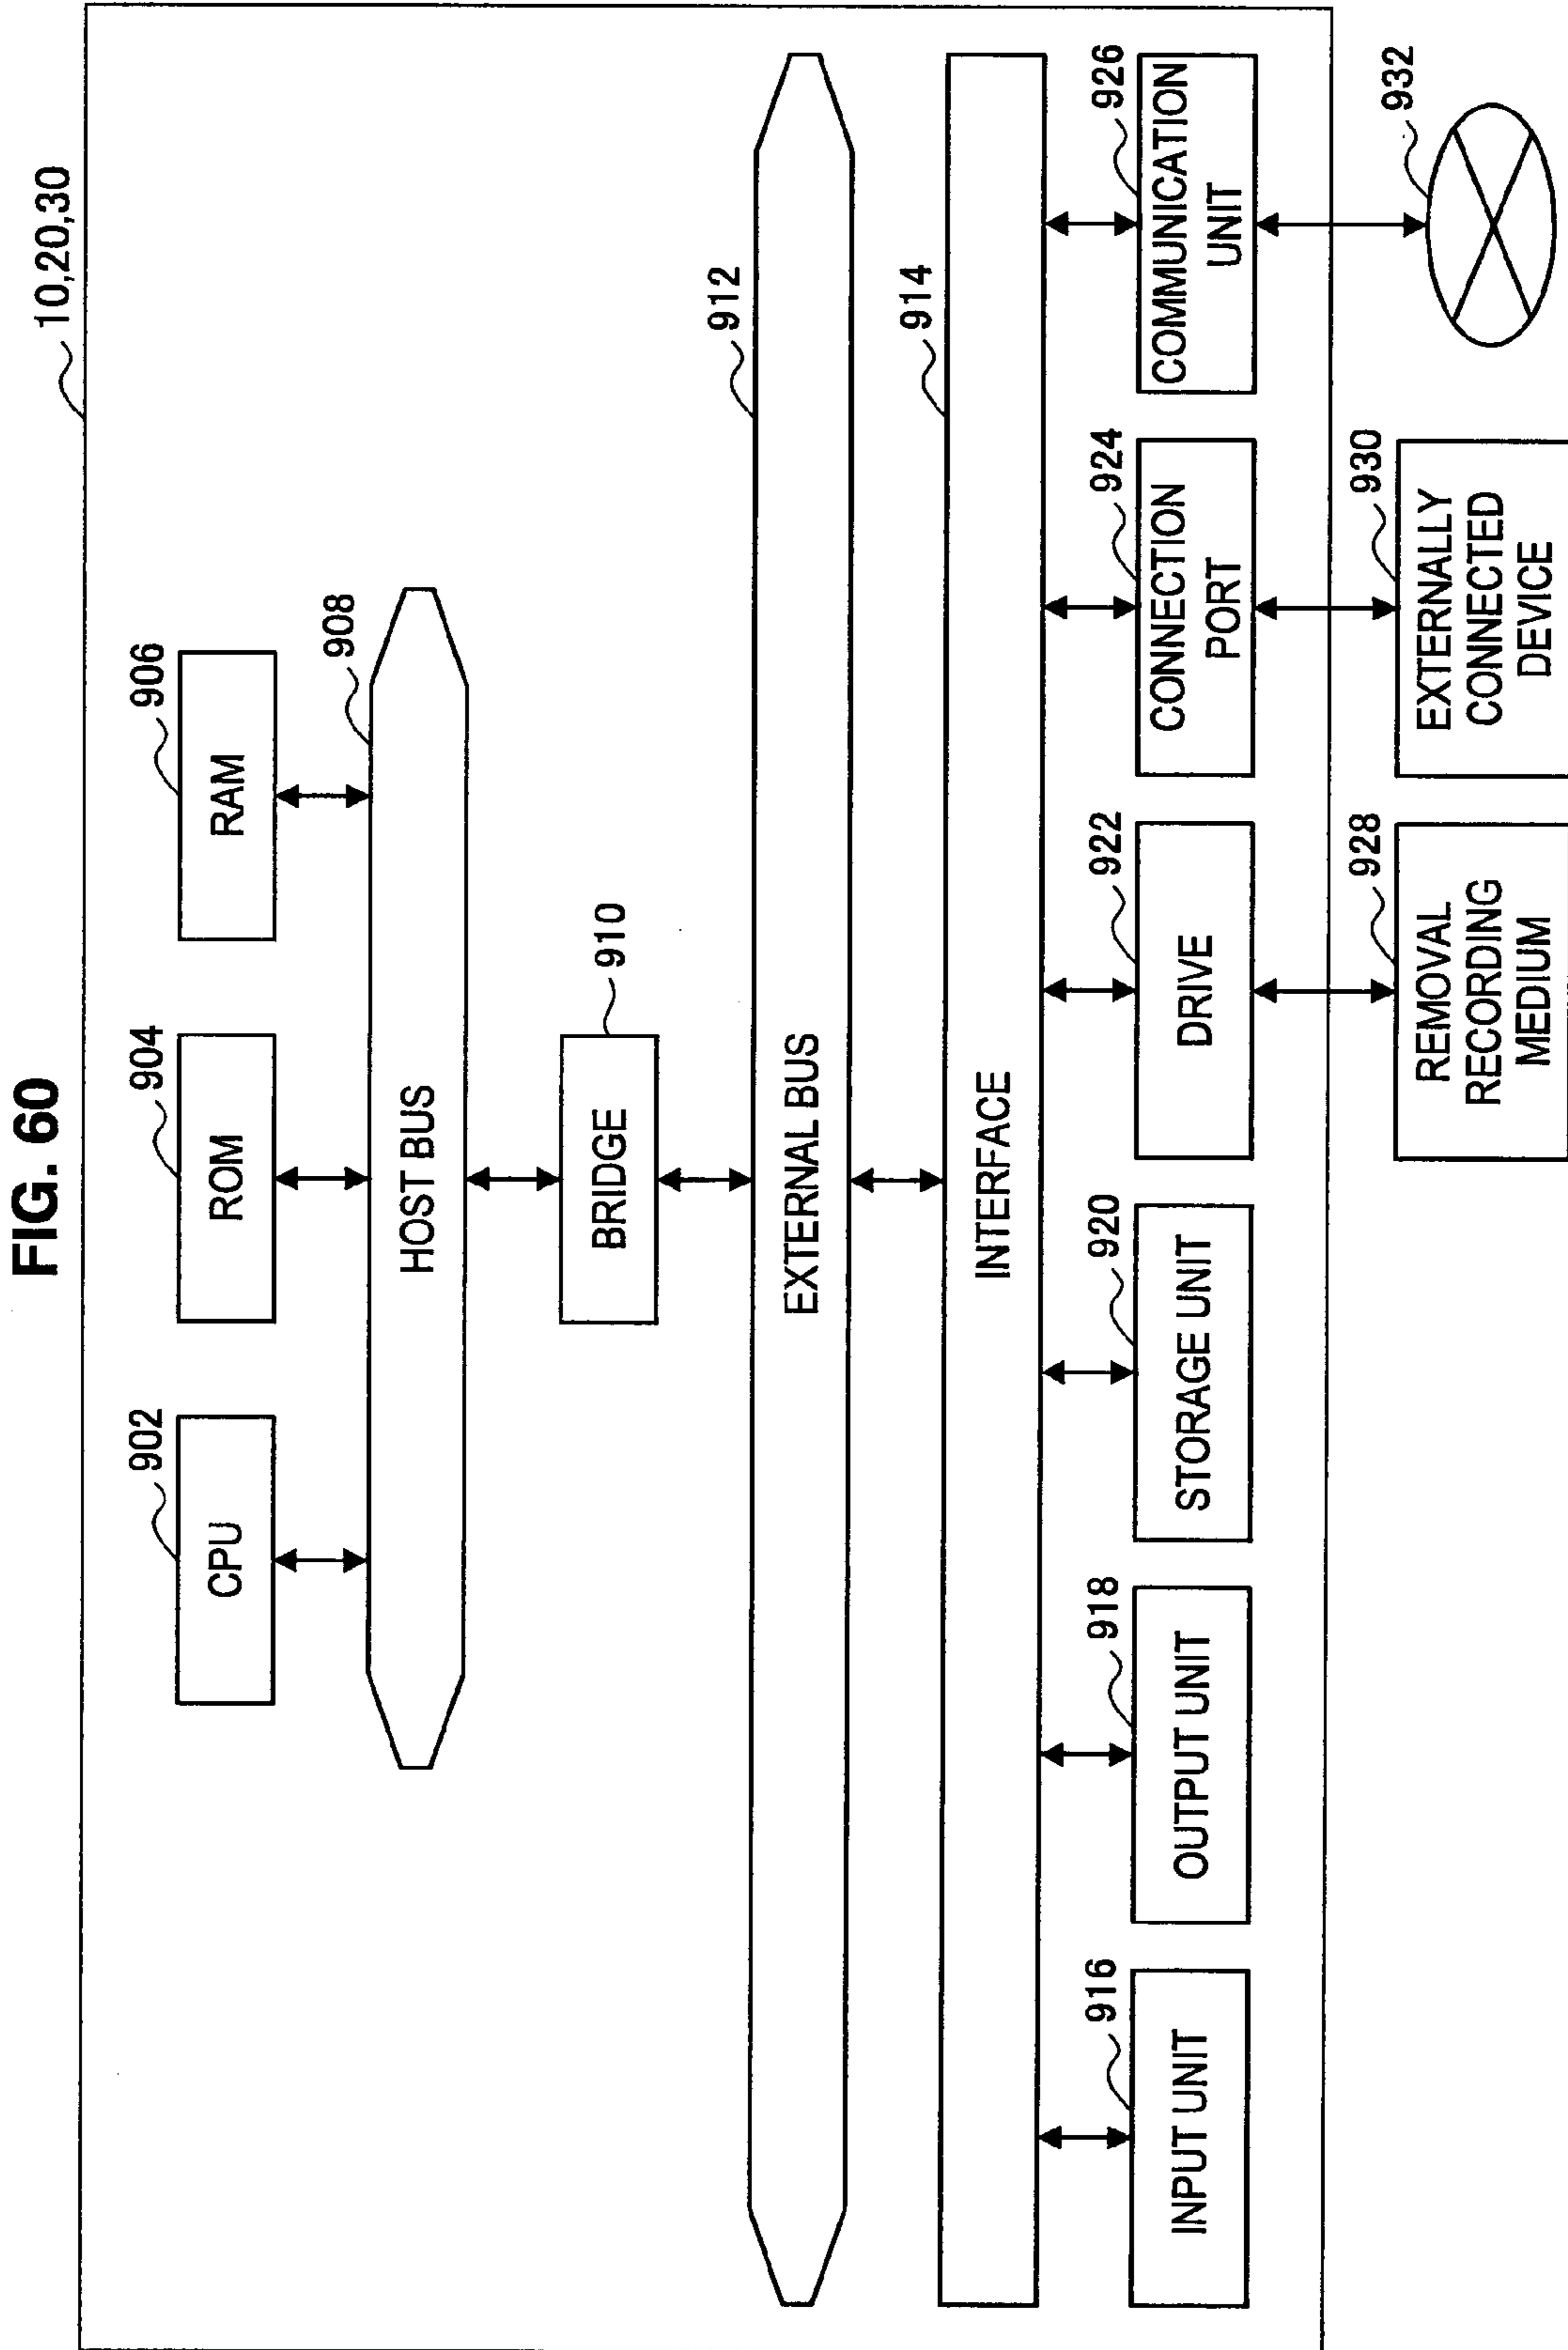 FIG. 60
10,20,30
902
904
906
CPU
ROM
RAM
908
HOST BUS
910
BRIDGE
912
EXTERNAL BUS
914
INTERFACE
916
918
920
922
924
926
INPUT UNIT
OUTPUT UNIT
STORAGE UNIT
DRIVE
CONNECTION
PORT
COMMUNICATION
UNIT
928
930
932
REMOVAL
RECORDING
MEDIUM
EXTERNALLY
CONNECTED
DEVICE